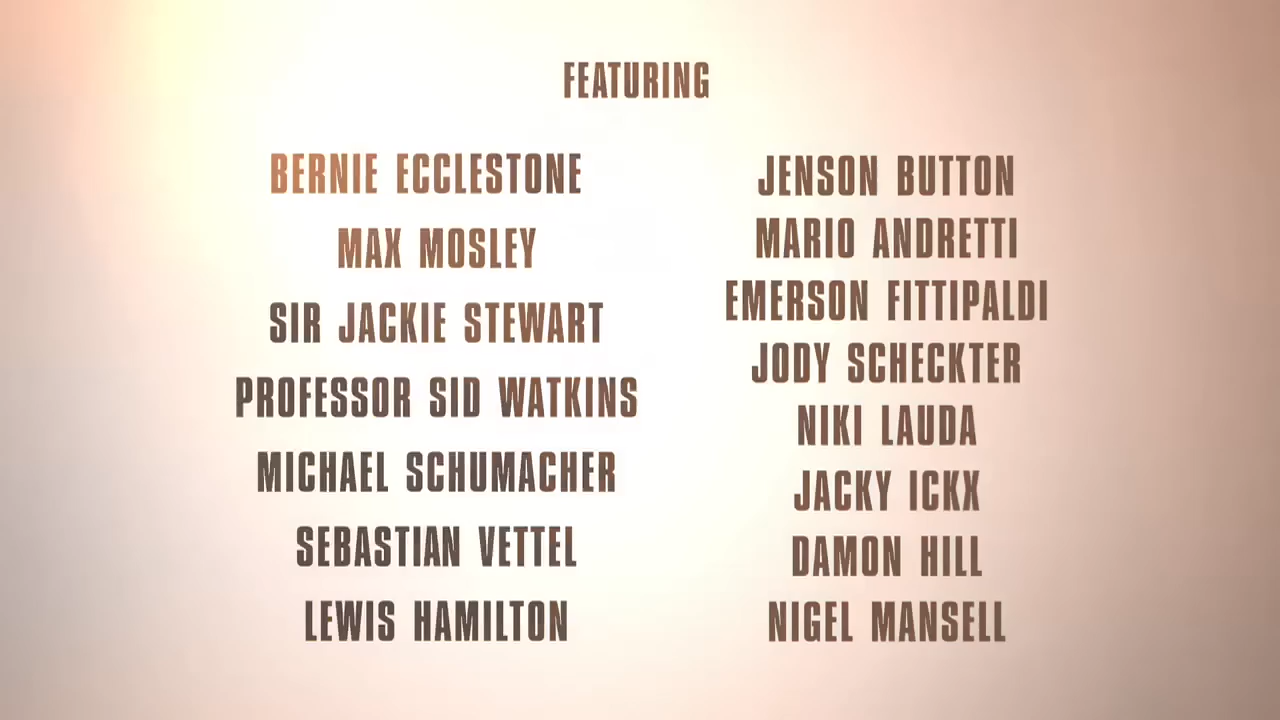 FEATURING
BERNIE ECCLESTONE
MAX MOSLEY
SIR JACKIE STEWART
PROFESSOR SID WATKINS
MICHAEL SCHUMACHER
SEBASTIAN VETTEL
LEWIS HAMILTON
JENSON BUTTON
MARIO ANDRETTI
EMERSON FITTIPALDI
JODY SCHECKTER
NIKI LAUDA
JACKY ICKX
DAMON HILL
NIGEL MANSELL